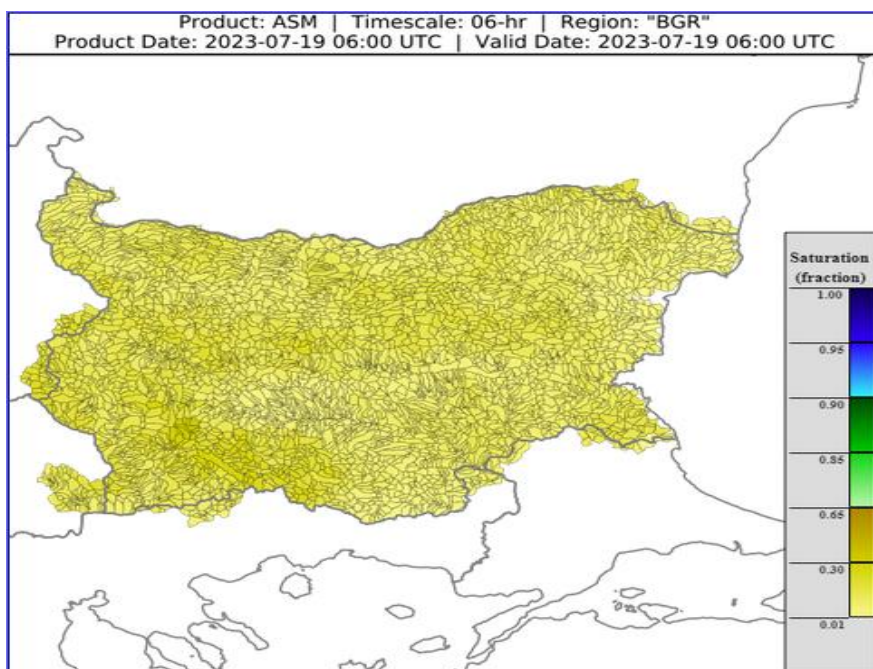 Product: ASM | Timescale: 06-hr | Region: "BGR"
Product Date: 2023-07-19 06:00 UTC | Valid Date: 2023-07-19 06:00 UTC
Saturation
(fraction)
1.00
0.95
0.90
0.85
0.65
0.30
0.01